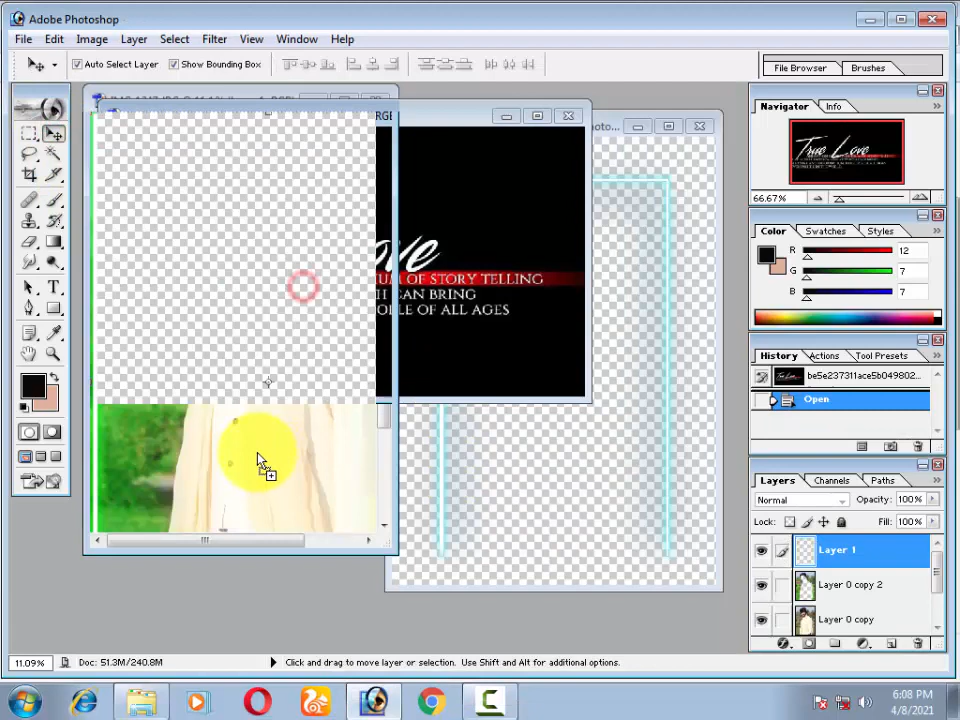 Adobe Photoshop
File Edit Image Layer Select Filter View Window Help
Auto Select Layer Show Bounding Box
File Browser Brushes
Navigator Info
True Love
66.67%
Color Swatches Styles
R 12
G 7
B 7
History Actions Tool Presets
be5e237311ace5b049802...
Open
Layers Channels Paths
Normal Opacity: 100%
Lock: Fill: 100%
Layer 1
Layer 0 copy 2
Layer 0 copy
ove
UM OF STORY TELLING
H CAN BRING
OPLE OF ALL AGES
T
11.09% Doc: 51.3M/240.8M Click and drag to move layer or selection. Use Shift and Alt for additional options.
6:08 PM
4/8/2021